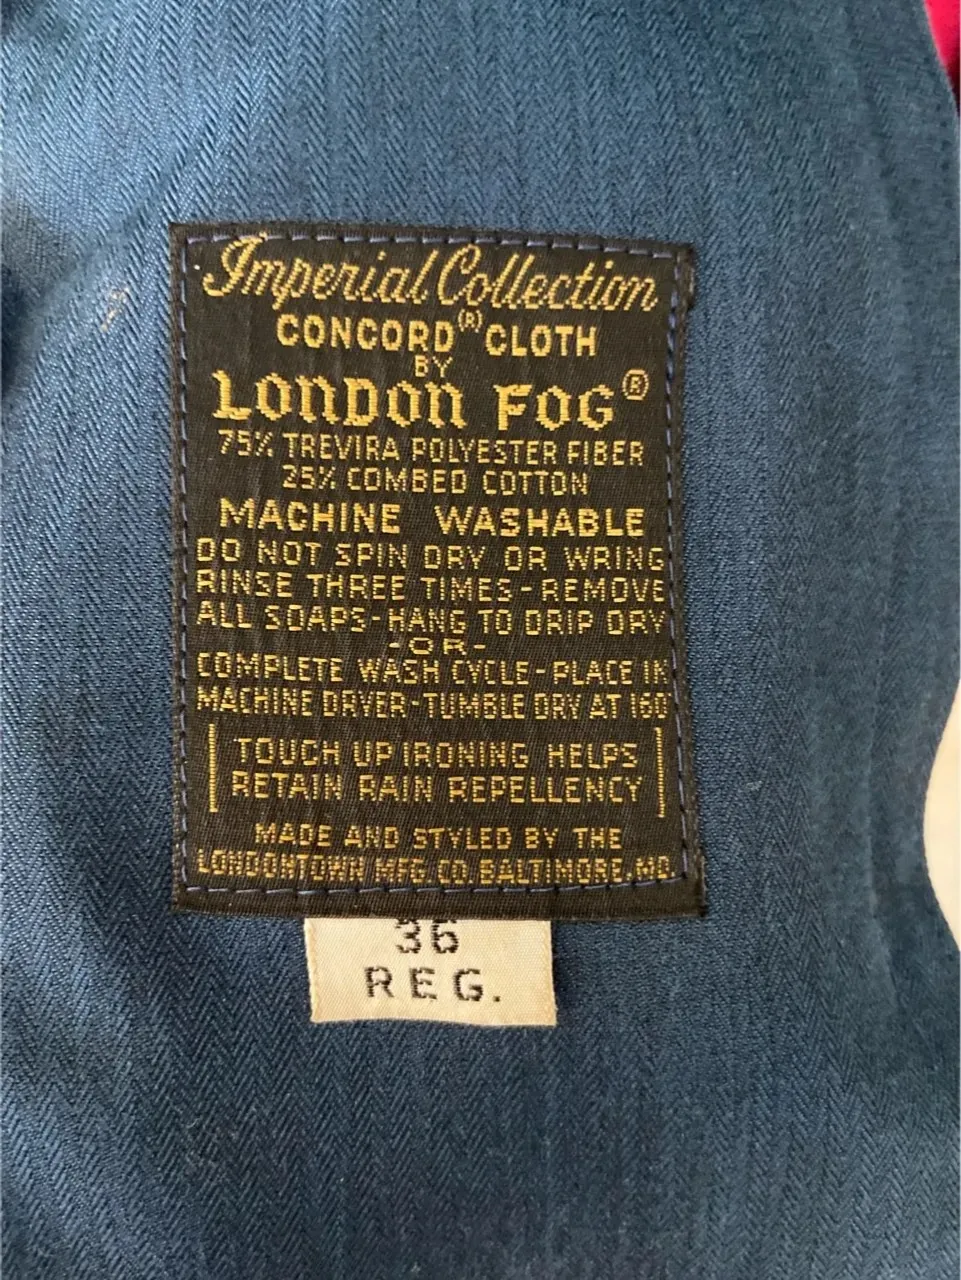 Imperial Collection
CONCORD (R) CLOTH
BY
LONDON FOG ®
75% TREVIRA POLYESTER FIBER
25% COMBED COTTON
MACHINE WASHABLE
DO NOT SPIN DRY OR WRING
RINSE THREE TIMES-REMOVE
ALL SOAPS-HANG TO DRIP DRY
-OR-
COMPLETE WASH CYCLE-PLACE IN
MACHINE DRYER-TUMBLE DRY AT 160°
TOUCH UP IRONING HELPS
RETAIN RAIN REPELLENCY
MADE AND STYLED BY THE
LONDONTOWN MFG. CO. BALTIMORE, MD.
36
REG.